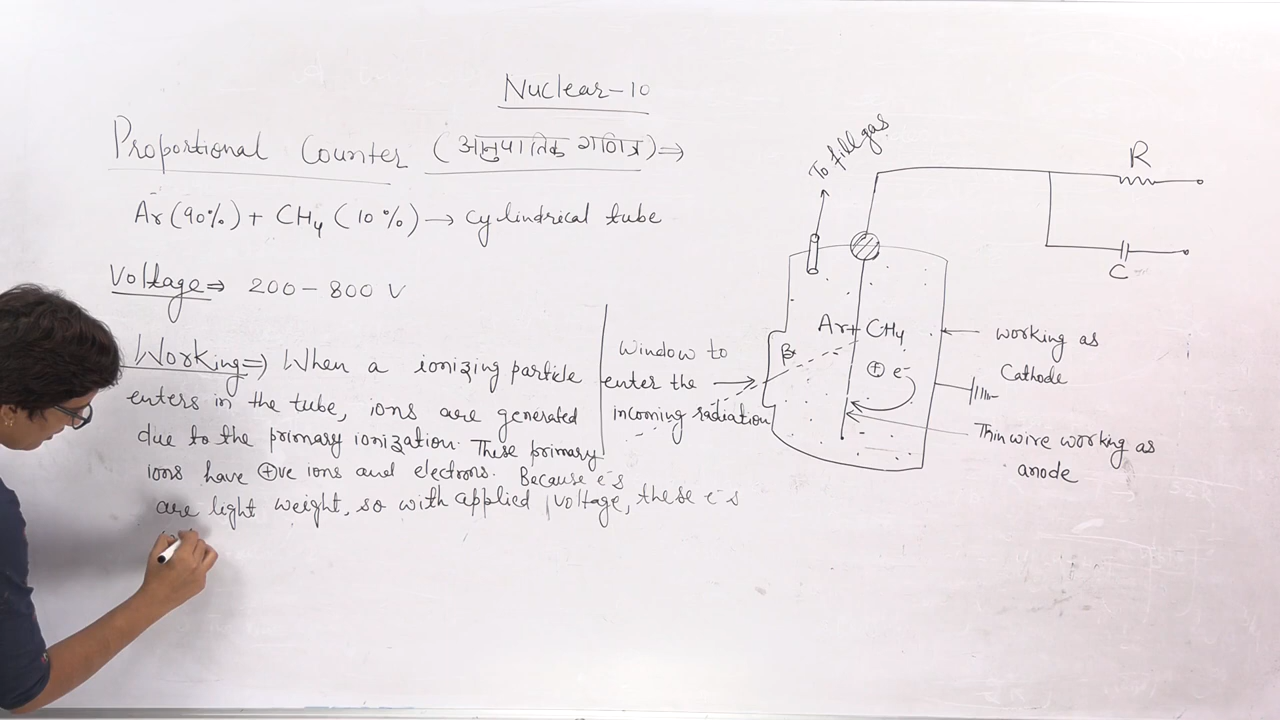 Nuclear-10
Proportional Counter (आनुपातिक गणित्र) ⇒
Ar (90%) + CH₄ (10%) → cylindrical tube
Voltage ⇒ 200 - 800 V
Working ⇒ When a ionizing particle
enters in the tube, ions are generated
due to the primary ionization. These primary
ions have ⊕ve ions and electrons. Because e⁻s
are light weight, so with applied voltage, these e⁻s
Window to
enter the
incoming radiation
To fill gas
R
C
Ar + CH₄
⊕ e⁻
working as
Cathode
Thin wire working as
anode